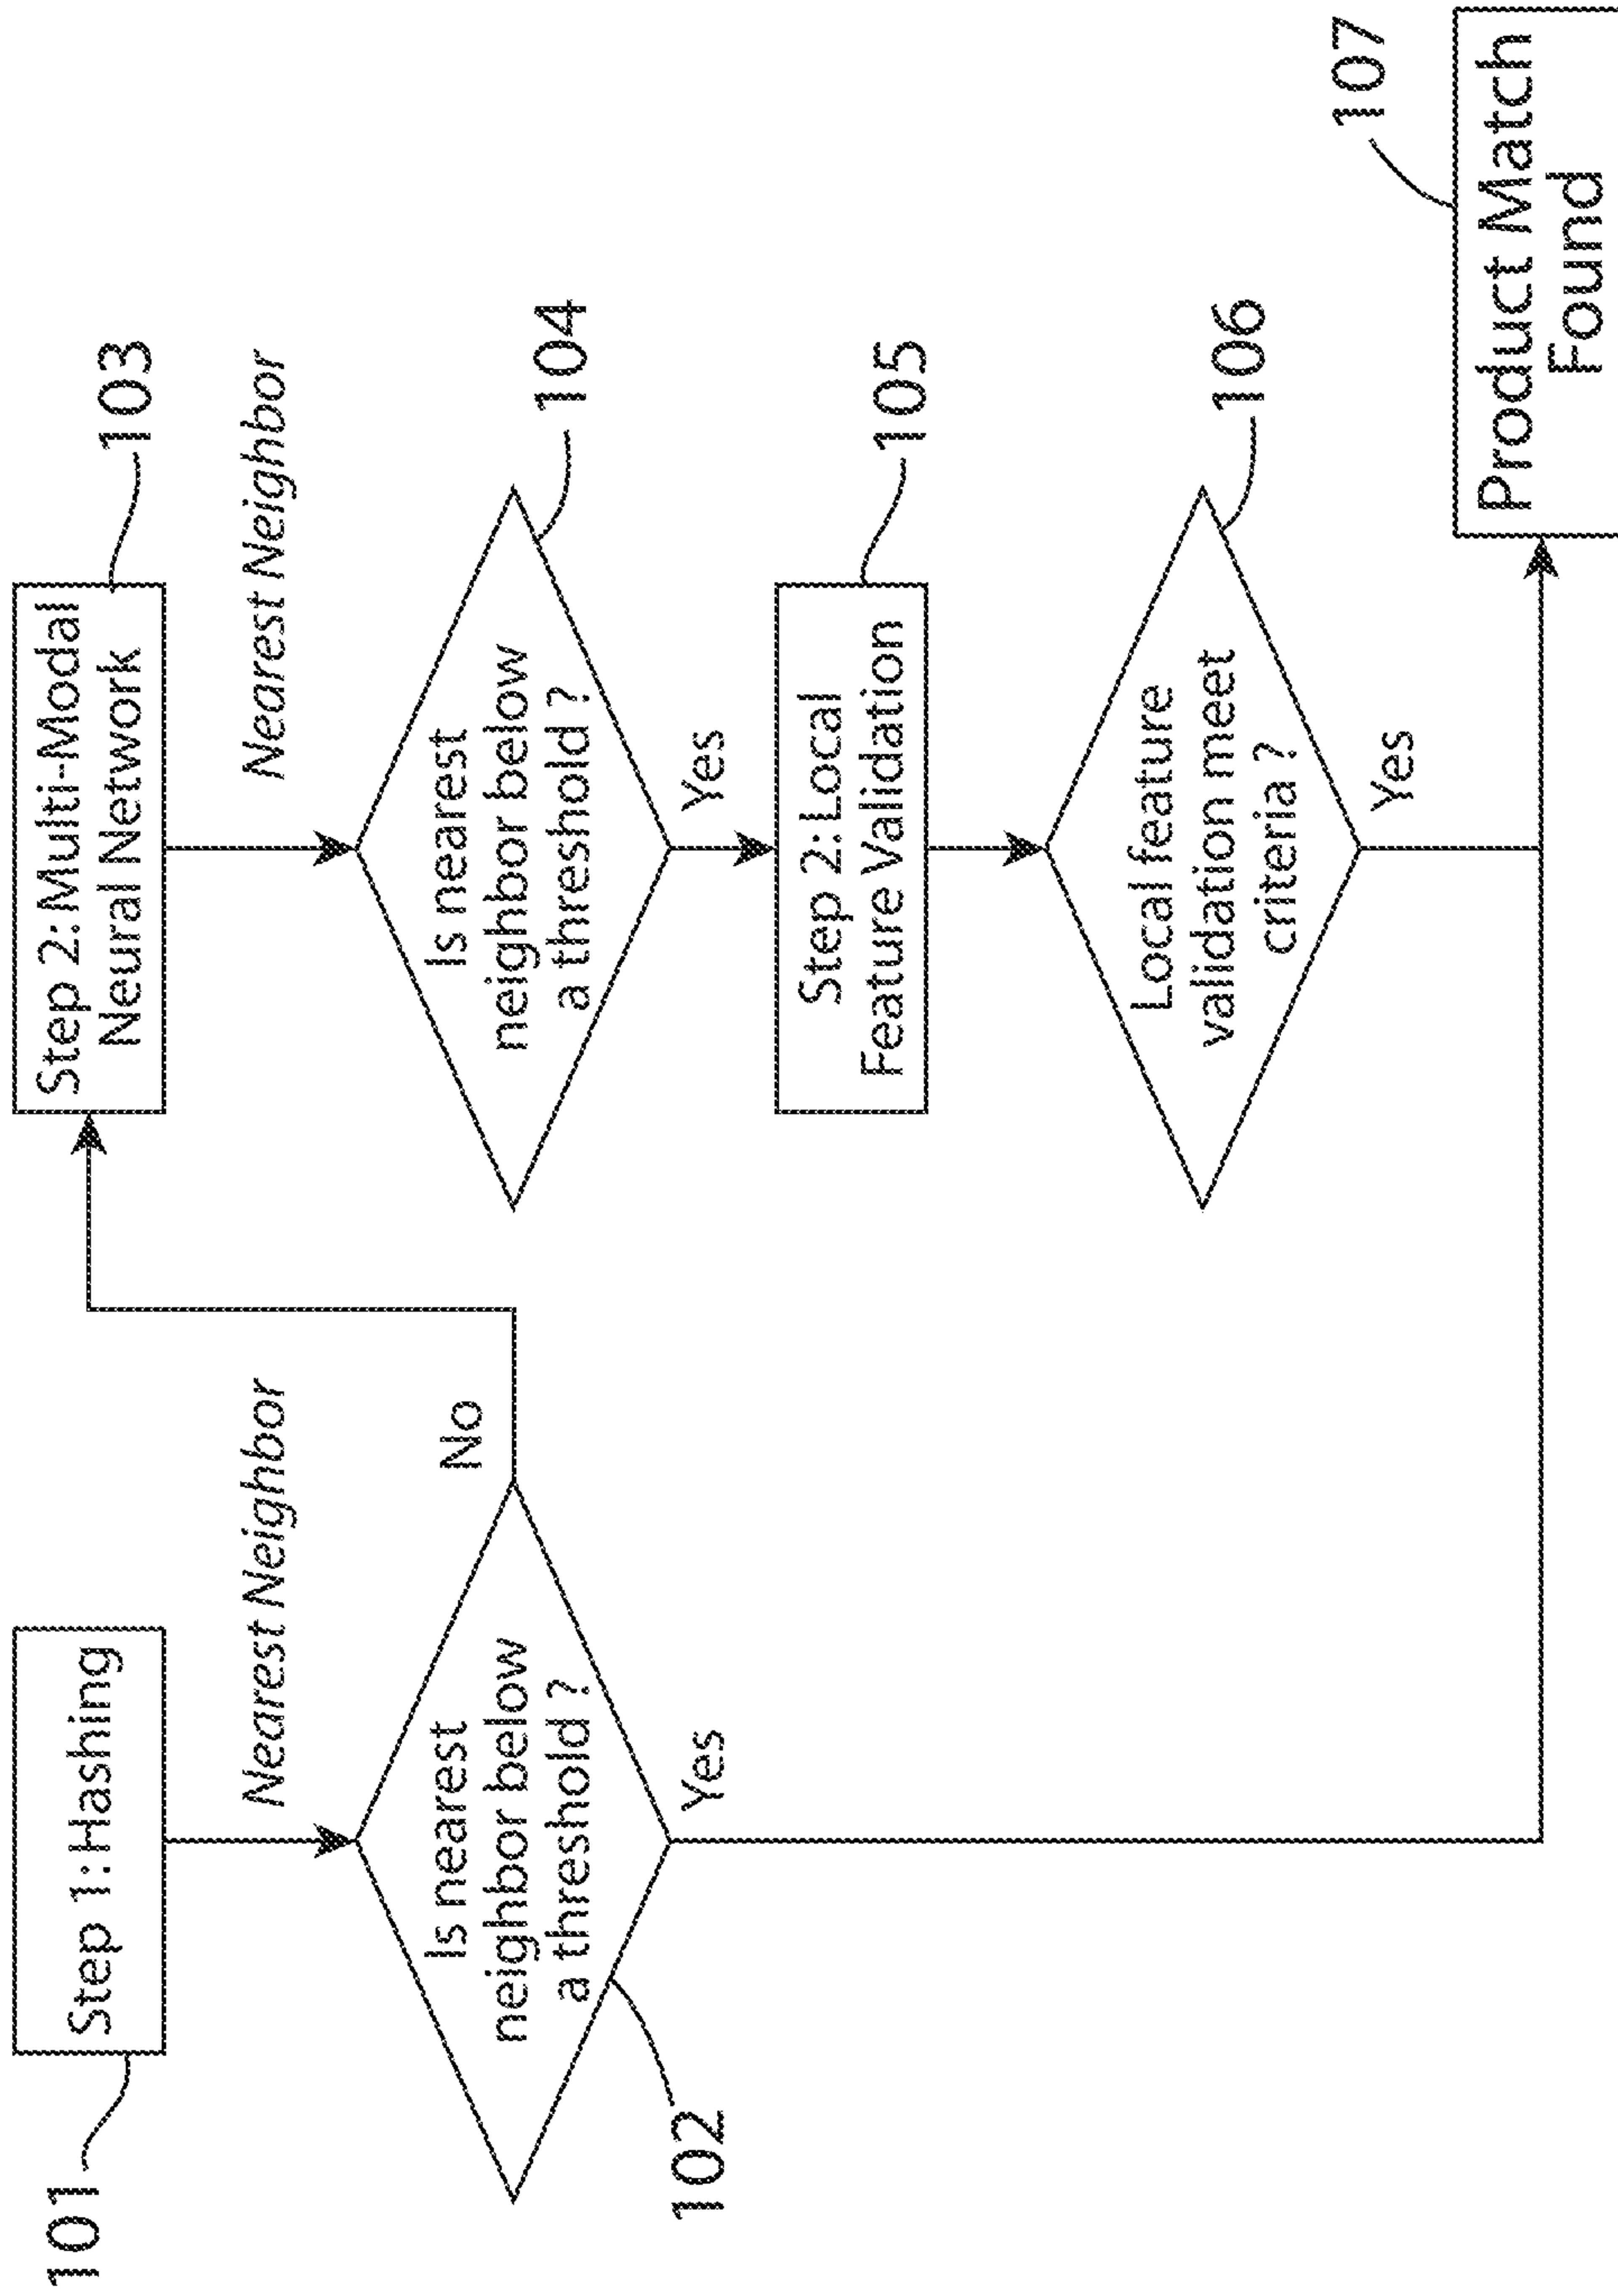 101
Step 1:Hashing
Nearest Neighbor
Is nearest
neighbor below
a threshold ?
102
No
Yes
Step 2:Multi-Modal
Neural Network
103
Nearest Neighbor
Is nearest
neighbor below
a threshold ?
104
Yes
Step 2:Local
Feature Validation
105
Local feature
validation meet
criteria ?
106
Yes
107
Product Match
Found